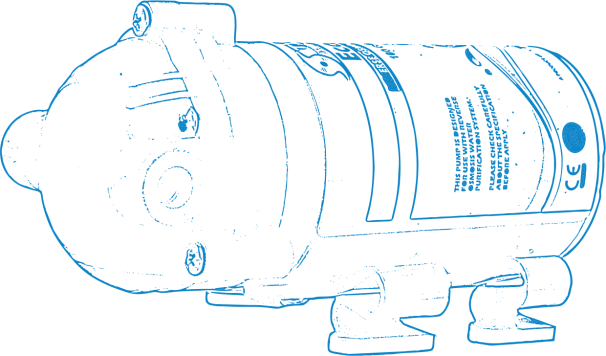 THIS PUMP IS DESIGNED
FOR USE WITH REVERSE
OSMOSIS WATER
PURIFICATION SYSTEM.
PLEASE CHECK CAREFULLY
ABOUT THE SPECIFICATION
BEFORE APPLY
CE